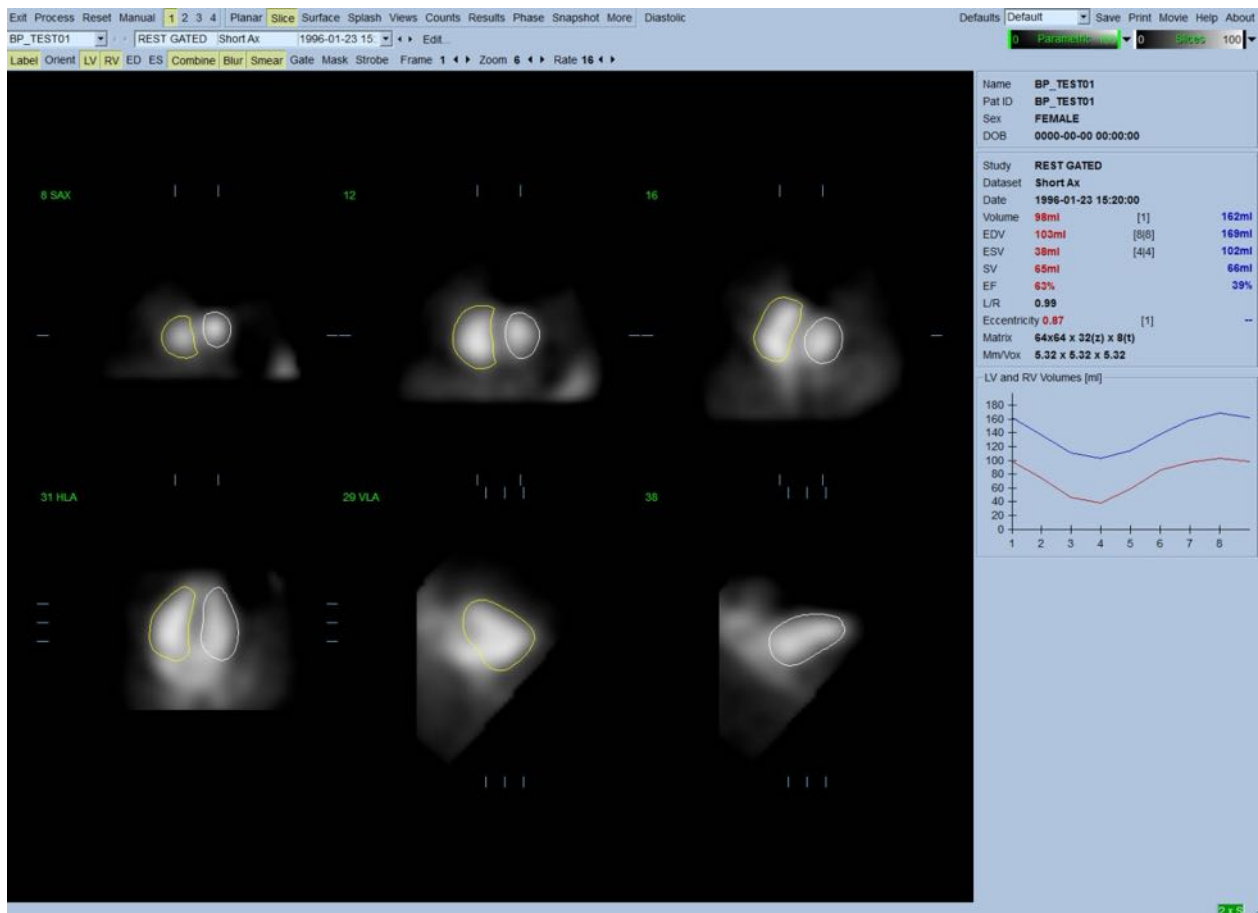 Exit Process Reset Manual 1 2 3 4 Planar Slice Surface Splash Views Counts Results Phase Snapshot More Diastolic Defaults Default Save Print Movie Help About
BP_TEST01 REST GATED Short Ax 1996-01-23 15: Edit... 0 Parametric 0 Slices 100
Label Orient LV RV ED ES Combine Blur Smear Gate Mask Strobe Frame 1 Zoom 6 Rate 16
Name BP_TEST01
Pat ID BP_TEST01
Sex FEMALE
DOB 0000-00-00 00:00:00
Study REST GATED
Dataset Short Ax
Date 1996-01-23 15:20:00
Volume 98ml [1] 162ml
EDV 103ml [8|8] 169ml
ESV 38ml [4|4] 102ml
SV 65ml 66ml
EF 63% 39%
L/R 0.99
Eccentricity 0.87 [1] --
Matrix 64x64 x 32(z) x 8(t)
Mm/Vox 5.32 x 5.32 x 5.32
LV and RV Volumes [ml]
180
160
140
120
100
80
60
40
20
0
1 2 3 4 5 6 7 8
8 SAX 12 16
31 HLA 29 VLA 38
2 x 5